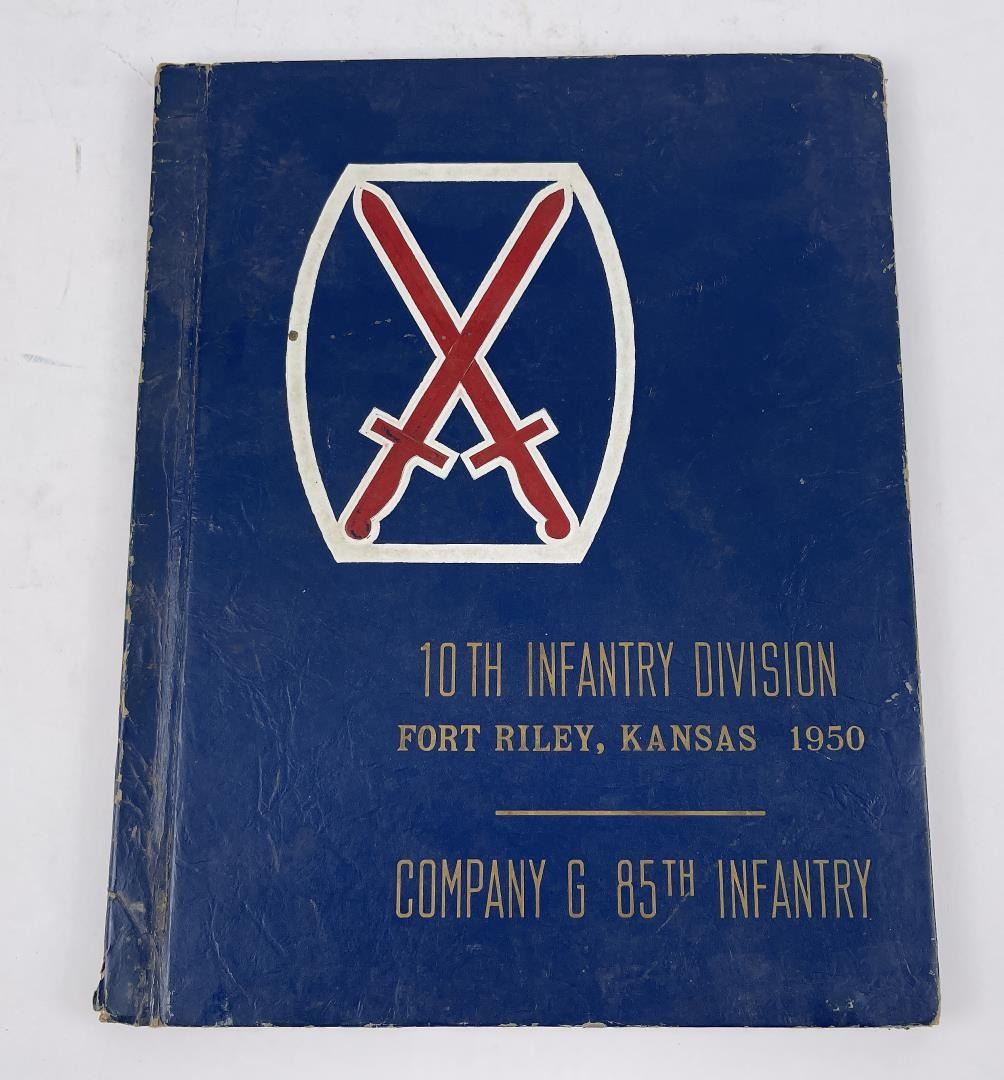 10TH INFANTRY DIVISION
FORT RILEY, KANSAS 1950
COMPANY G 85TH INFANTRY